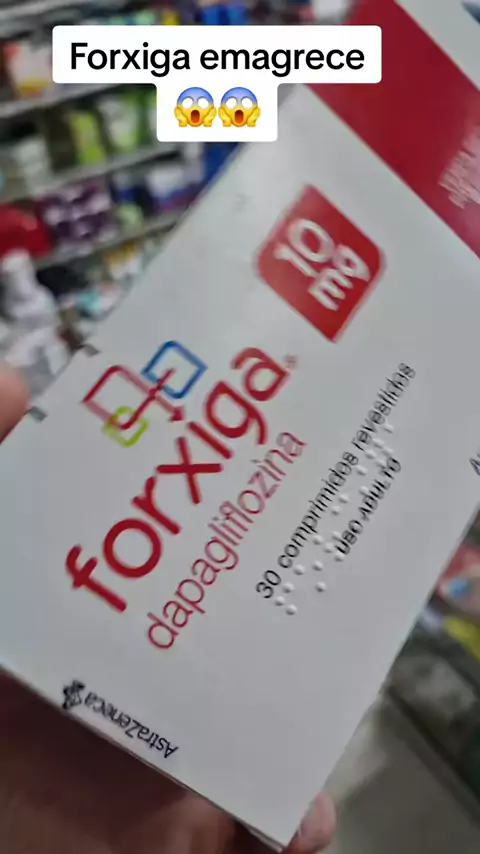 Forxiga emagrece
😱😱
10
mg
forxiga
dapagliflozina
30 comprimidos revestidos
USO ADULTO
AstraZeneca